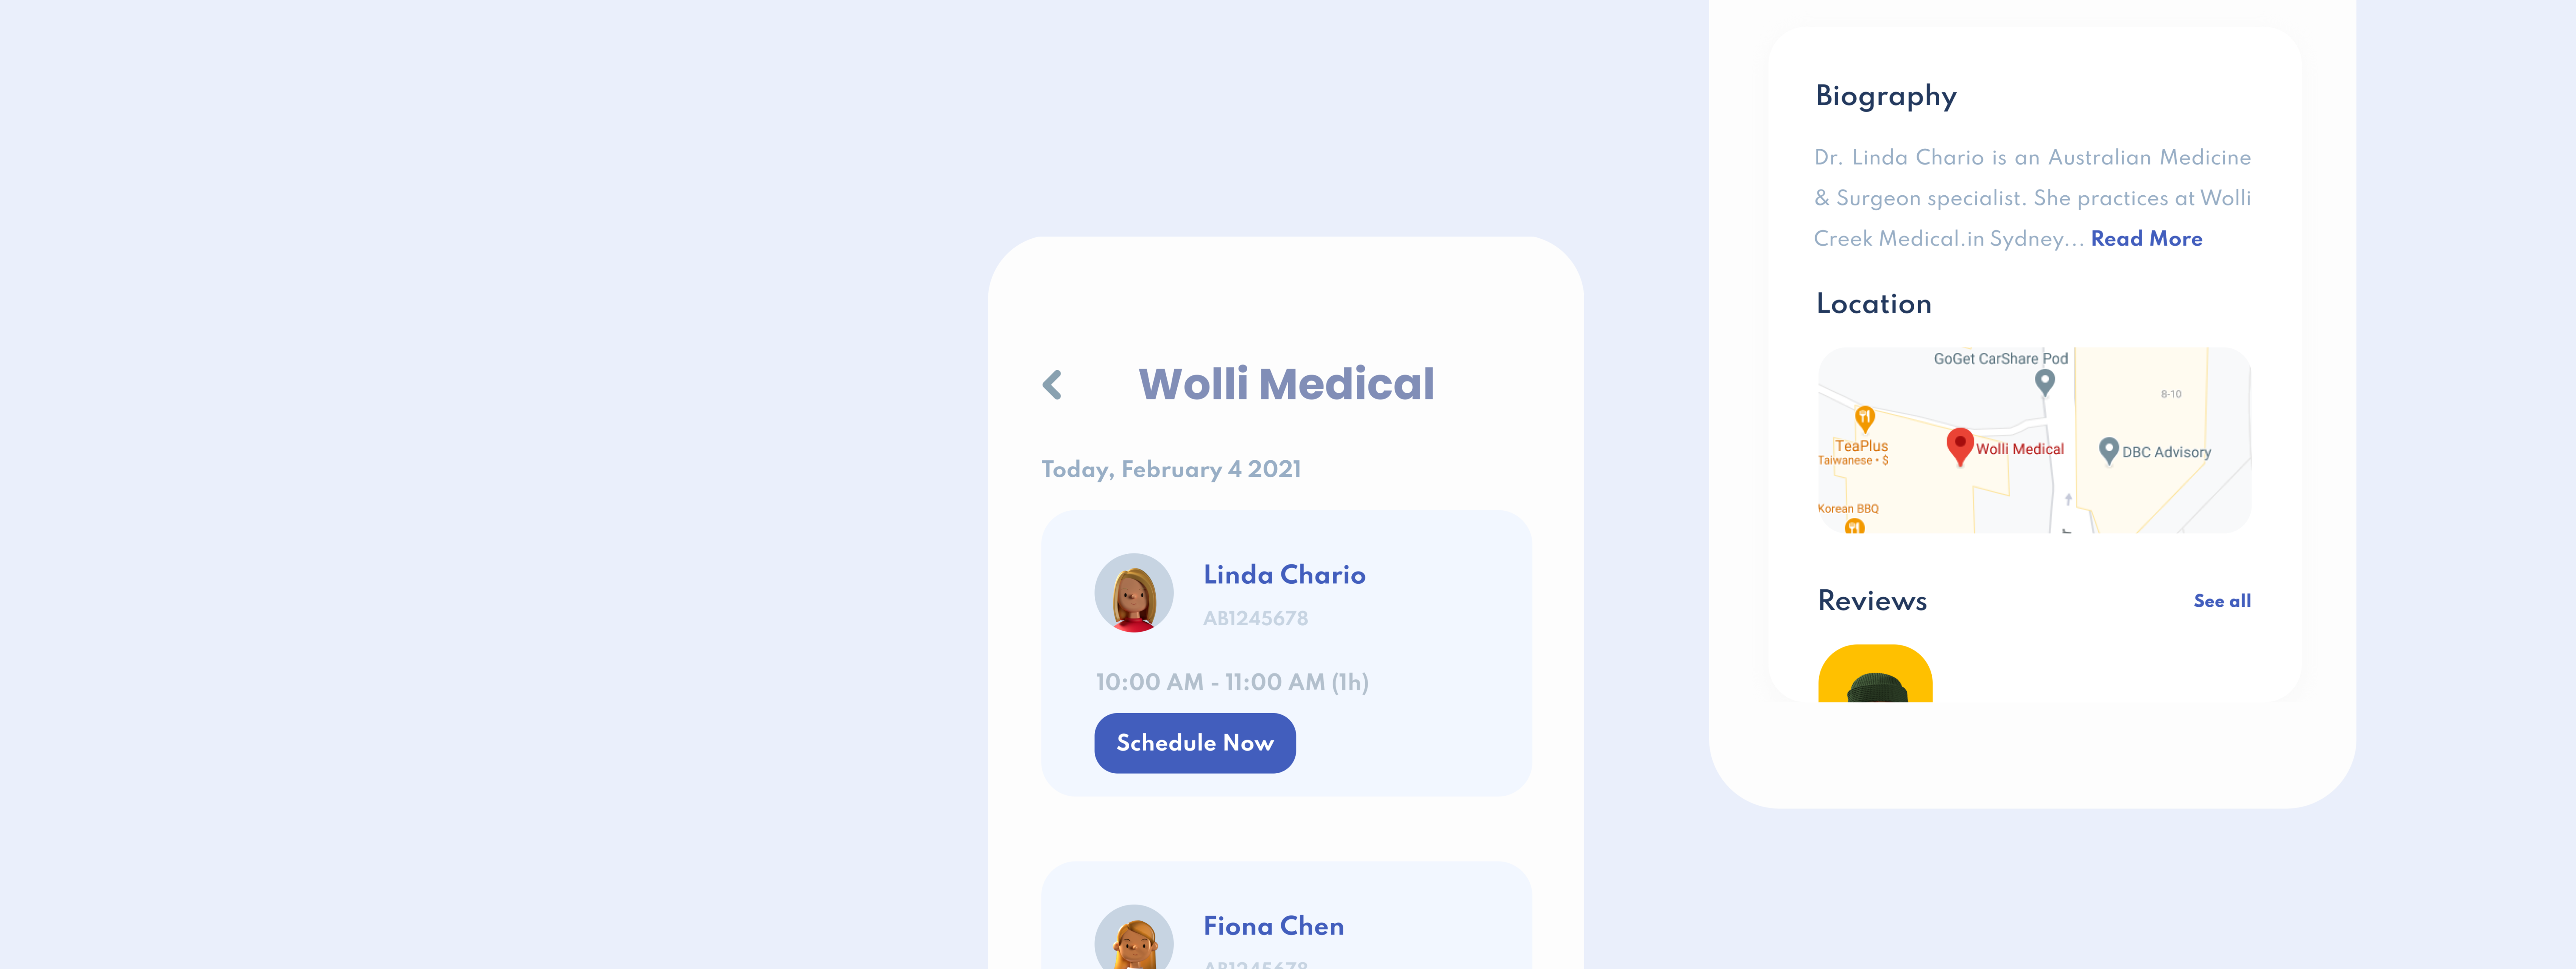 Wolli Medical
Today, February 4 2021
Linda Chario
AB1245678
10:00 AM - 11:00 AM (1h)
Schedule Now
Fiona Chen
AB1245678
Biography
Dr. Linda Chario is an Australian Medicine
& Surgeon specialist. She practices at Wolli
Creek Medical.in Sydney... Read More
Location
GoGet CarShare Pod
8-10
TeaPlus
Taiwanese • $
Wolli Medical
DBC Advisory
Korean BBQ
Reviews
See all